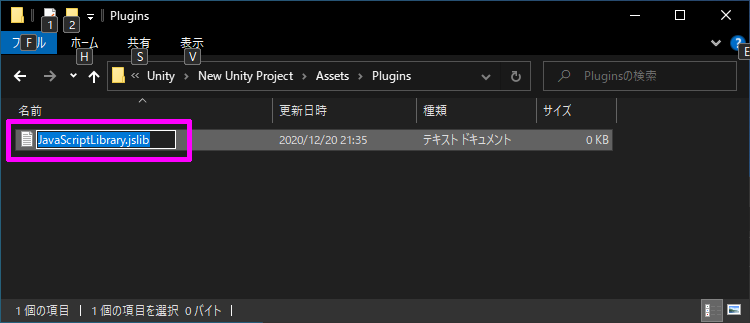 Plugins
1 2
ファイル ホーム 共有 表示
F H S V E
Unity New Unity Project Assets Plugins Pluginsの検索
名前 更新日時 種類 サイズ
JavaScriptLibrary.jslib 2020/12/20 21:35 テキスト ドキュメント 0 KB
1 個の項目 1 個の項目を選択 0 バイト